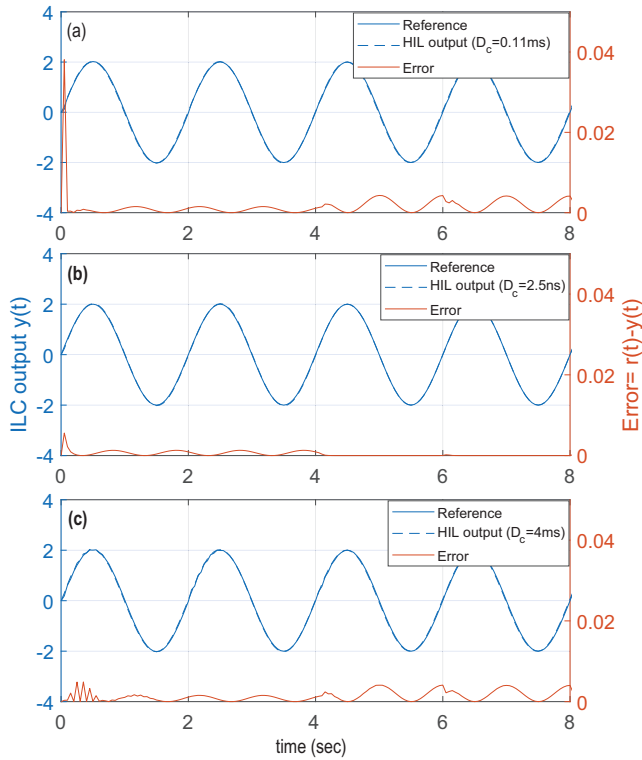 (a)
Reference
HIL output (D_c=0.11ms)
Error
4
2
0
-2
-4
0.04
0.02
0
0 2 4 6 8
(b)
Reference
HIL output (D_c=2.5ns)
Error
4
2
0
-2
-4
0.04
0.02
0
0 2 4 6 8
ILC output y(t)
Error= r(t)-y(t)
(c)
Reference
HIL output (D_c=4ms)
Error
4
2
0
-2
-4
0.04
0.02
0
0 2 4 6 8
time (sec)